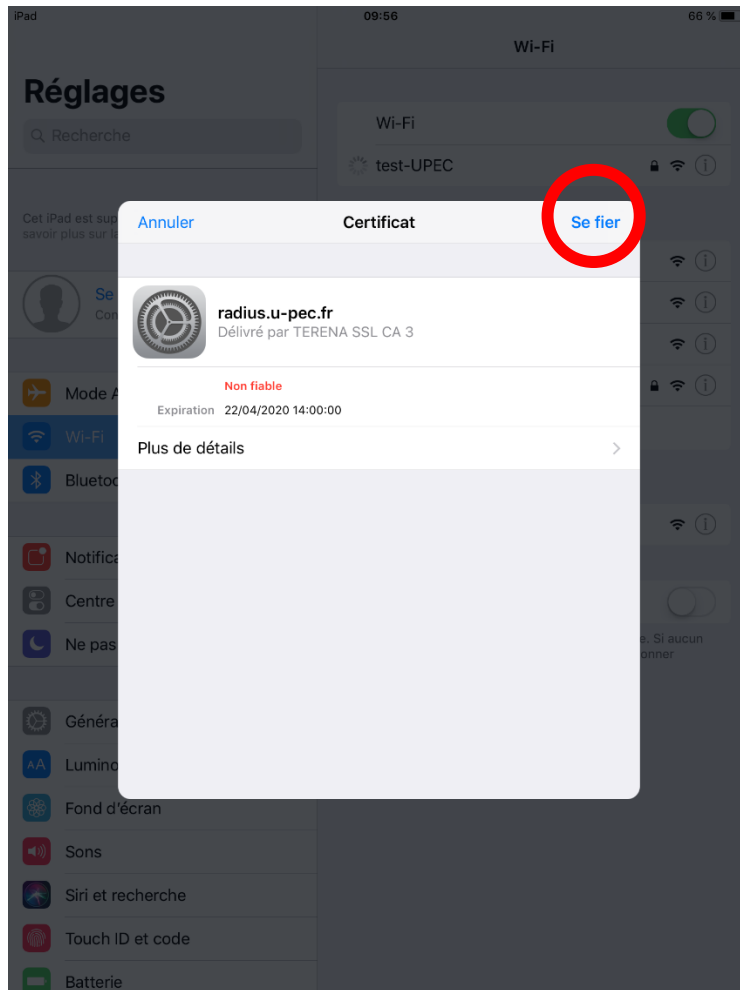 iPad 09:56 66 %
Wi-Fi
Réglages
Recherche
Wi-Fi
test-UPEC
Cet iPad est sup
savoir plus sur la
Annuler Certificat Se fier
radius.u-pec.fr
Délivré par TERENA SSL CA 3
Se
Con
Non fiable
Expiration 22/04/2020 14:00:00
Mode A
Wi-Fi
Plus de détails
Bluetoo
Notifica
Centre
Ne pas
e. Si aucun
onner
Généra
AA Lumino
Fond d'écran
Sons
Siri et recherche
Touch ID et code
Batterie